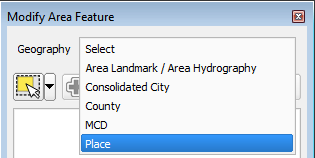 Modify Area Feature
Geography
Select
Area Landmark / Area Hydrography
Consolidated City
County
MCD
Place